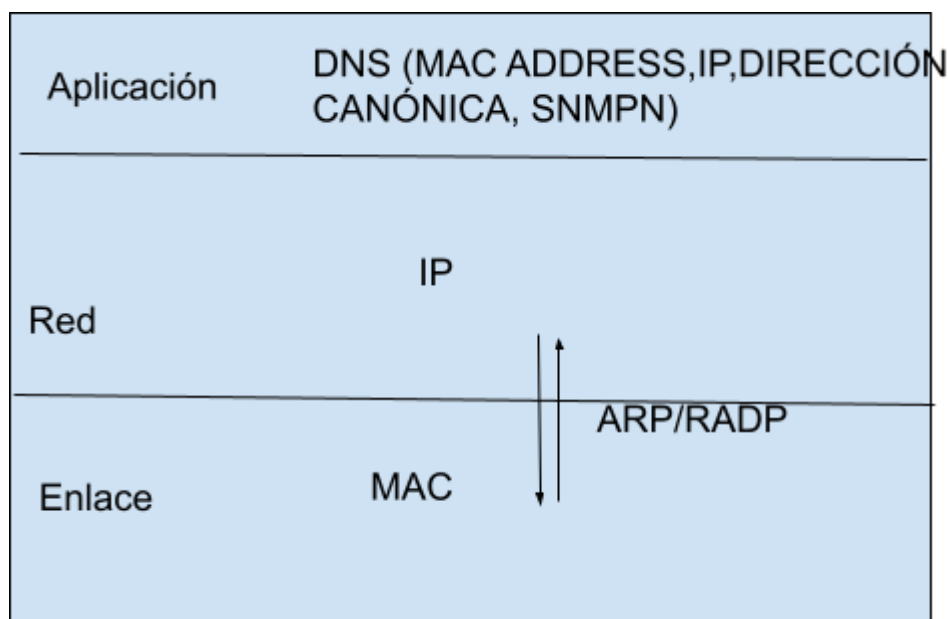 Aplicación
DNS (MAC ADDRESS,IP,DIRECCIÓN
CANÓNICA, SNMPN)
IP
Red
ARP/RADP
MAC
Enlace